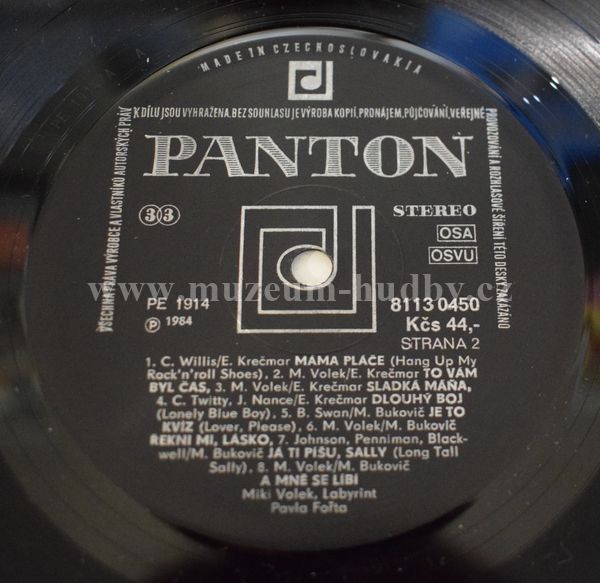 MADE IN CZECHOSLOVAKIA
VŠECHNA PRÁVA VÝROBCE A VLASTNÍKŮ AUTORSKÝCH PRÁV
K DÍLU JSOU VYHRAŽENA. BEZ SOUHLASU JE VÝROBA KOPIÍ, PRONÁJEM, PŮJČOVÁNÍ, VEŘEJNÉ
PROVOZOVÁNÍ A ROZHLASOVÉ ŠÍŘENÍ TÉTO DESKY ZAKÁZÁNO
PANTON
33
STEREO
OSA
OSVU
www.muzeum-hudby.cz
PE 1914
8113 0450
Ⓟ 1984
Kčs 44,-
STRANA 2
1. C. Willis/E. Krečmar MAMA PLÁČE (Hang Up My
Rock'n'roll Shoes), 2. M. Volek/E. Krečmar TO VÁM
BYL ČAS, 3. M. Volek/E. Krečmar SLADKÁ MÁŇA,
4. C. Twitty, J. Nance/E. Krečmar DLOUHÝ BOJ
(Lonely Blue Boy), 5. B. Swan/M. Bukovič JE TO
KVÍZ (Lover, Please), 6. M. Volek/M. Bukovič
ŘEKNI MI, LÁSKO, 7. Johnson, Penniman, Black-
well/M. Bukovič JÁ TI PÍŠU, SALLY (Long Tall
Sally), 8. M. Volek/M. Bukovič
A MNĚ SE LÍBÍ
Miki Volek, Labyrint
Pavla Fořta